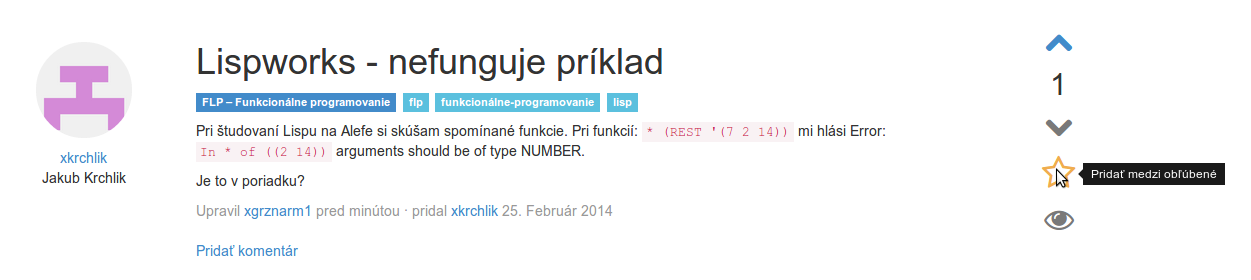 Lispworks - nefunguje príklad
FLP – Funkcionálne programovanie flp funkcionálne-programovanie lisp
Pri študovaní Lispu na Alefe si skúšam spomínané funkcie. Pri funkcií: * (REST '(7 2 14)) mi hlási Error:
In * of ((2 14)) arguments should be of type NUMBER.
Je to v poriadku?
Upravil xgrznarm1 pred minútou · pridal xkrchlik 25. Február 2014
Pridať komentár
xkrchlik
Jakub Krchlik
1
Pridať medzi obľúbené